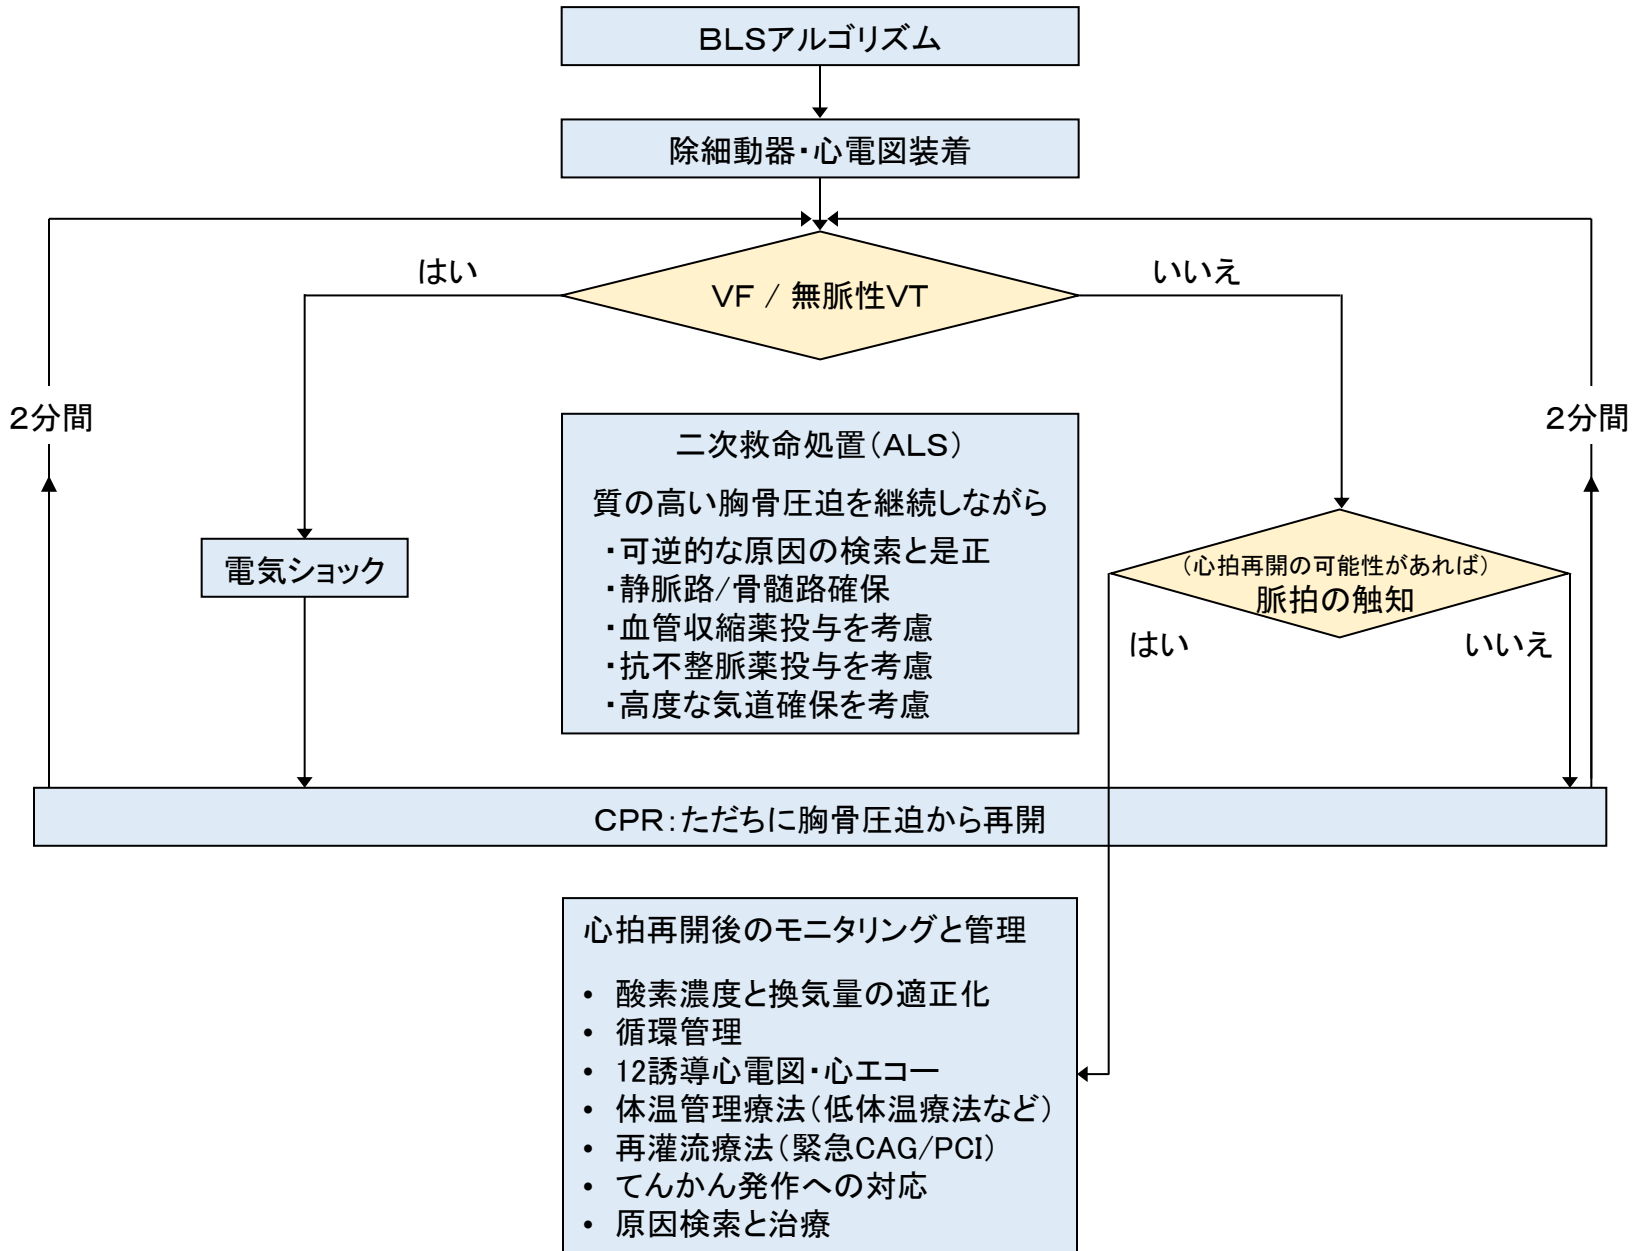 BLSアルゴリズム
除細動器・心電図装着
はい
いいえ
VF / 無脈性VT
2分間
2分間
二次救命処置(ALS)
質の高い胸骨圧迫を継続しながら
・可逆的な原因の検索と是正
・静脈路/骨髄路確保
・血管収縮薬投与を考慮
・抗不整脈薬投与を考慮
・高度な気道確保を考慮
電気ショック
(心拍再開の可能性があれば)
脈拍の触知
はい
いいえ
CPR:ただちに胸骨圧迫から再開
心拍再開後のモニタリングと管理
• 酸素濃度と換気量の適正化
• 循環管理
• 12誘導心電図・心エコー
• 体温管理療法(低体温療法など)
• 再灌流療法(緊急CAG/PCI)
• てんかん発作への対応
• 原因検索と治療